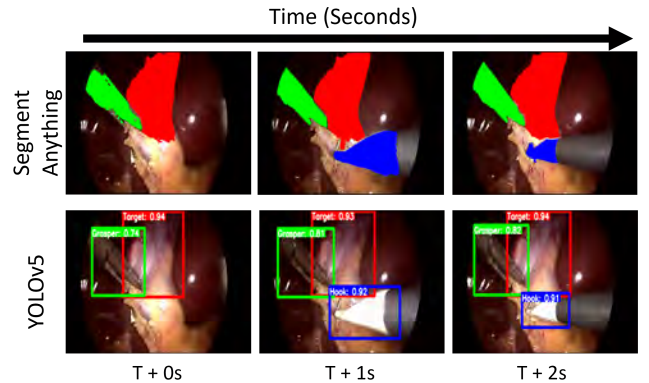 Time (Seconds)
Segment
Anything
YOLOv5
Target: 0.94
Grasper: 0.74
Target: 0.93
Grasper: 0.81
Hook: 0.92
Target: 0.94
Grasper: 0.82
Hook: 0.91
T + 0s
T + 1s
T + 2s